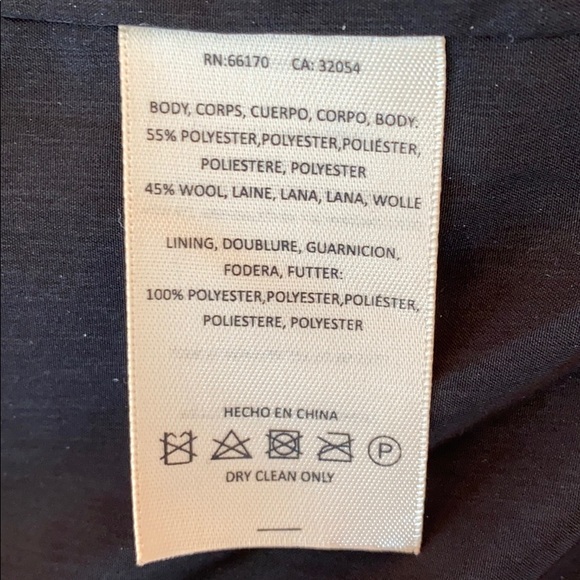 RN:66170 CA: 32054
BODY, CORPS, CUERPO, CORPO, BODY:
55% POLYESTER,POLYESTER,POLIÉSTER,
POLIESTERE, POLYESTER
45% WOOL, LAINE, LANA, LANA, WOLLE
LINING, DOUBLURE, GUARNICION,
FODERA, FUTTER:
100% POLYESTER,POLYESTER,POLIÉSTER,
POLIESTERE, POLYESTER
HECHO EN CHINA
P
DRY CLEAN ONLY